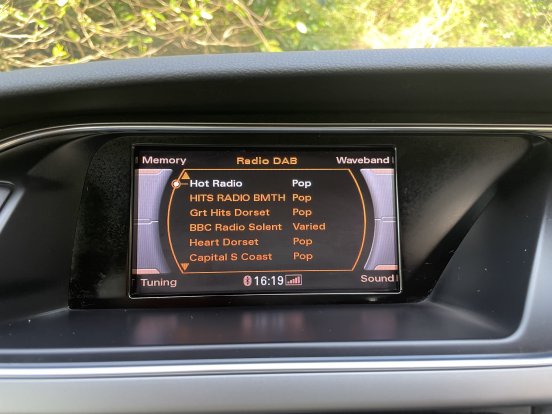 Memory Radio DAB Waveband
Hot Radio Pop
HITS RADIO BMTH Pop
Grt Hits Dorset Pop
BBC Radio Solent Varied
Heart Dorset Pop
Capital S Coast Pop
Tuning 16:19 Sound